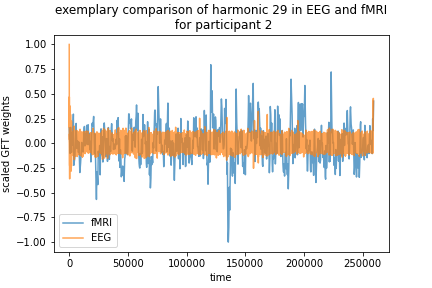 exemplary comparison of harmonic 29 in EEG and fMRI
for participant 2
1.00
0.75
0.50
0.25
0.00
−0.25
−0.50
−0.75
−1.00
scaled GFT weights
fMRI
EEG
0 50000 100000 150000 200000 250000
time